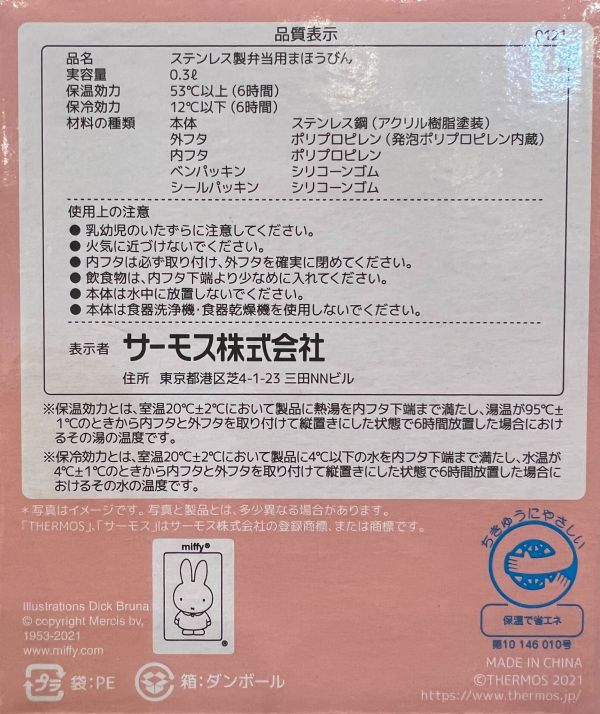 品質表示
0121
品名 ステンレス製弁当用まほうびん
実容量 0.3ℓ
保温効力 53℃以上(6時間)
保冷効力 12℃以下(6時間)
材料の種類 本体 ステンレス鋼(アクリル樹脂塗装)
外フタ ポリプロピレン(発泡ポリプロピレン内蔵)
内フタ ポリプロピレン
ベンパッキン シリコーンゴム
シールパッキン シリコーンゴム
使用上の注意
● 乳幼児のいたずらに注意してください。
● 火気に近づけないでください。
● 内フタは必ず取り付け、外フタを確実に閉めてください。
● 飲食物は、内フタ下端より少なめに入れてください。
● 本体は水中に放置しないでください。
● 本体は食器洗浄機・食器乾燥機を使用しないでください。
表示者 サーモス株式会社
住所 東京都港区芝4-1-23 三田NNビル
※保温効力とは、室温20℃±2℃において製品に熱湯を内フタ下端まで満たし、湯温が95℃±
1℃のときから内フタと外フタを取り付けて縦置きにした状態で6時間放置した場合にお
けるその湯の温度です。
※保冷効力とは、室温20℃±2℃において製品に4℃以下の水を内フタ下端まで満たし、水温が
4℃±1℃のときから内フタと外フタを取り付けて縦置きにした状態で6時間放置した場合に
おけるその水の温度です。
＊写真はイメージです。写真と製品とは、多少異なる場合があります。
「THERMOS」、「サーモス」はサーモス株式会社の登録商標、または商標です。
miffy®
®
Illustrations Dick Bruna
© copyright Mercis bv,
1953-2021
www.miffy.com
ちきゅうにやさしい
保温で省エネ
第10 146 010号
プラ 袋:PE 箱:ダンボール
MADE IN CHINA
©THERMOS 2021
https://www.thermos.jp/